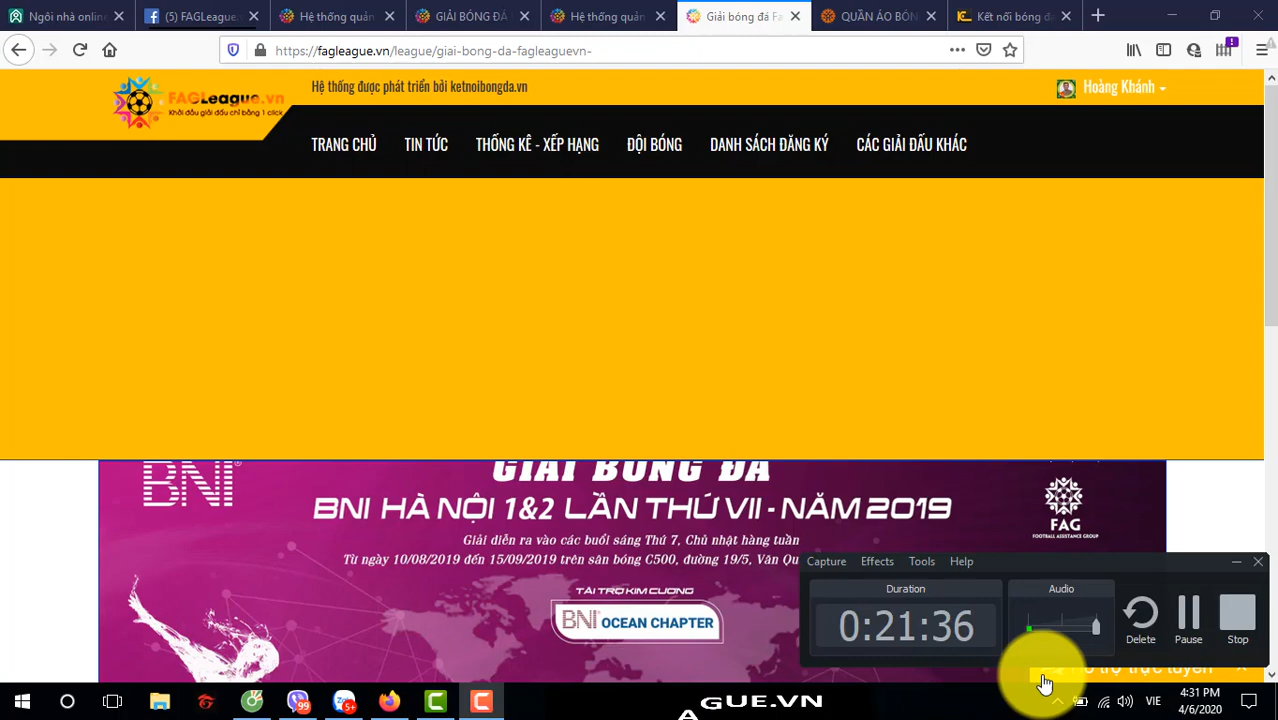 Ngôi nhà online
(5) FAGLeague.
Hệ thống quản
GIẢI BÓNG ĐÁ
Hệ thống quản
Giải bóng đá Fa
QUẦN ÁO BÓN
Kết nối bóng đá
https://fagleague.vn/league/giai-bong-da-fagleaguevn-
FAGLeague.vn
Khởi đầu giải đấu chỉ bằng 1 click
Hệ thống được phát triển bởi ketnoibongda.vn
Hoàng Khánh
TRANG CHỦ TIN TỨC THỐNG KÊ - XẾP HẠNG ĐỘI BÓNG DANH SÁCH ĐĂNG KÝ CÁC GIẢI ĐẤU KHÁC
BNI
GIẢI BÓNG ĐÁ
BNI HÀ NỘI 1&2 LẦN THỨ VII - NĂM 2019
Giải diễn ra vào các buổi sáng Thứ 7, Chủ nhật hàng tuần
Từ ngày 10/08/2019 đến 15/09/2019 trên sân bóng C500, đường 19/5, Văn Qu
TÀI TRỢ KIM CƯƠNG
BNI OCEAN CHAPTER
FAG
FOOTBALL ASSISTANCE GROUP
Capture Effects Tools Help
Duration
0:21:36
Audio
Delete
Pause
Stop
trực tuyến
99
5+
GUE.VN
VIE
4:31 PM
4/6/2020